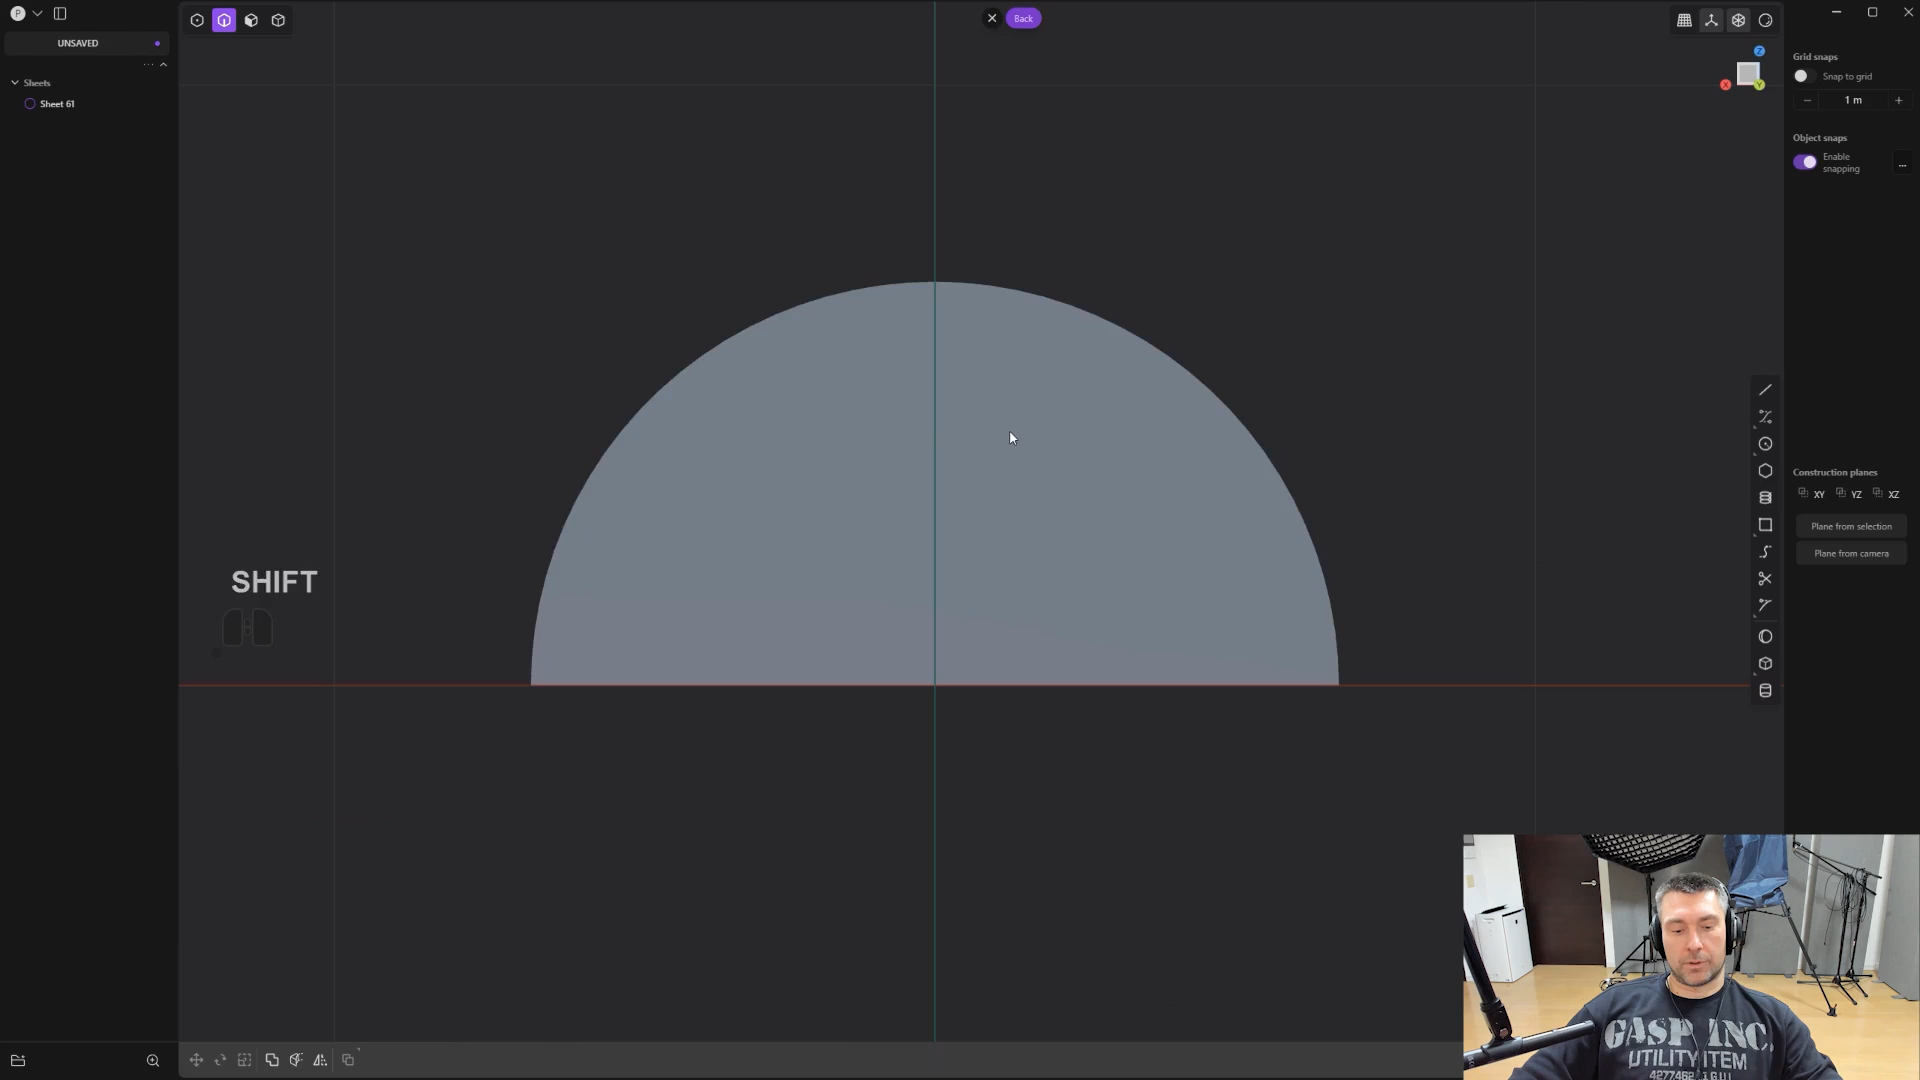 P
UNSAVED
Sheets
Sheet 61
Back
Z
X
Y
Grid snaps
Snap to grid
1 m
Object snaps
Enable
snapping
...
Construction planes
XY
YZ
XZ
Plane from selection
Plane from camera
SHIFT
GASP INC.
UTILITY ITEM